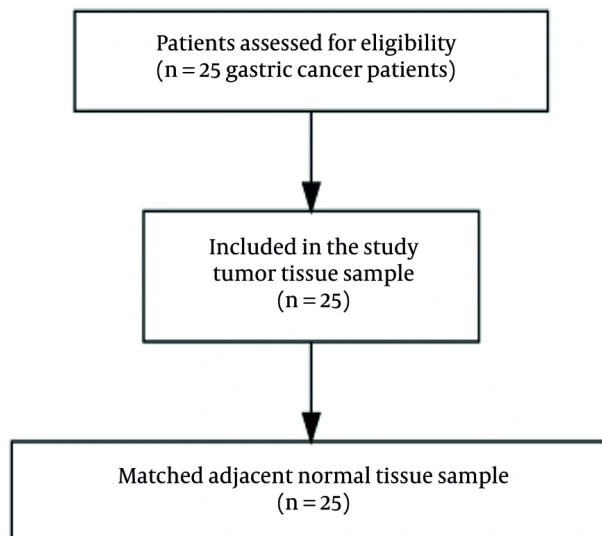 Patients assessed for eligibility
(n = 25 gastric cancer patients)
Included in the study
tumor tissue sample
(n = 25)
Matched adjacent normal tissue sample
(n = 25)